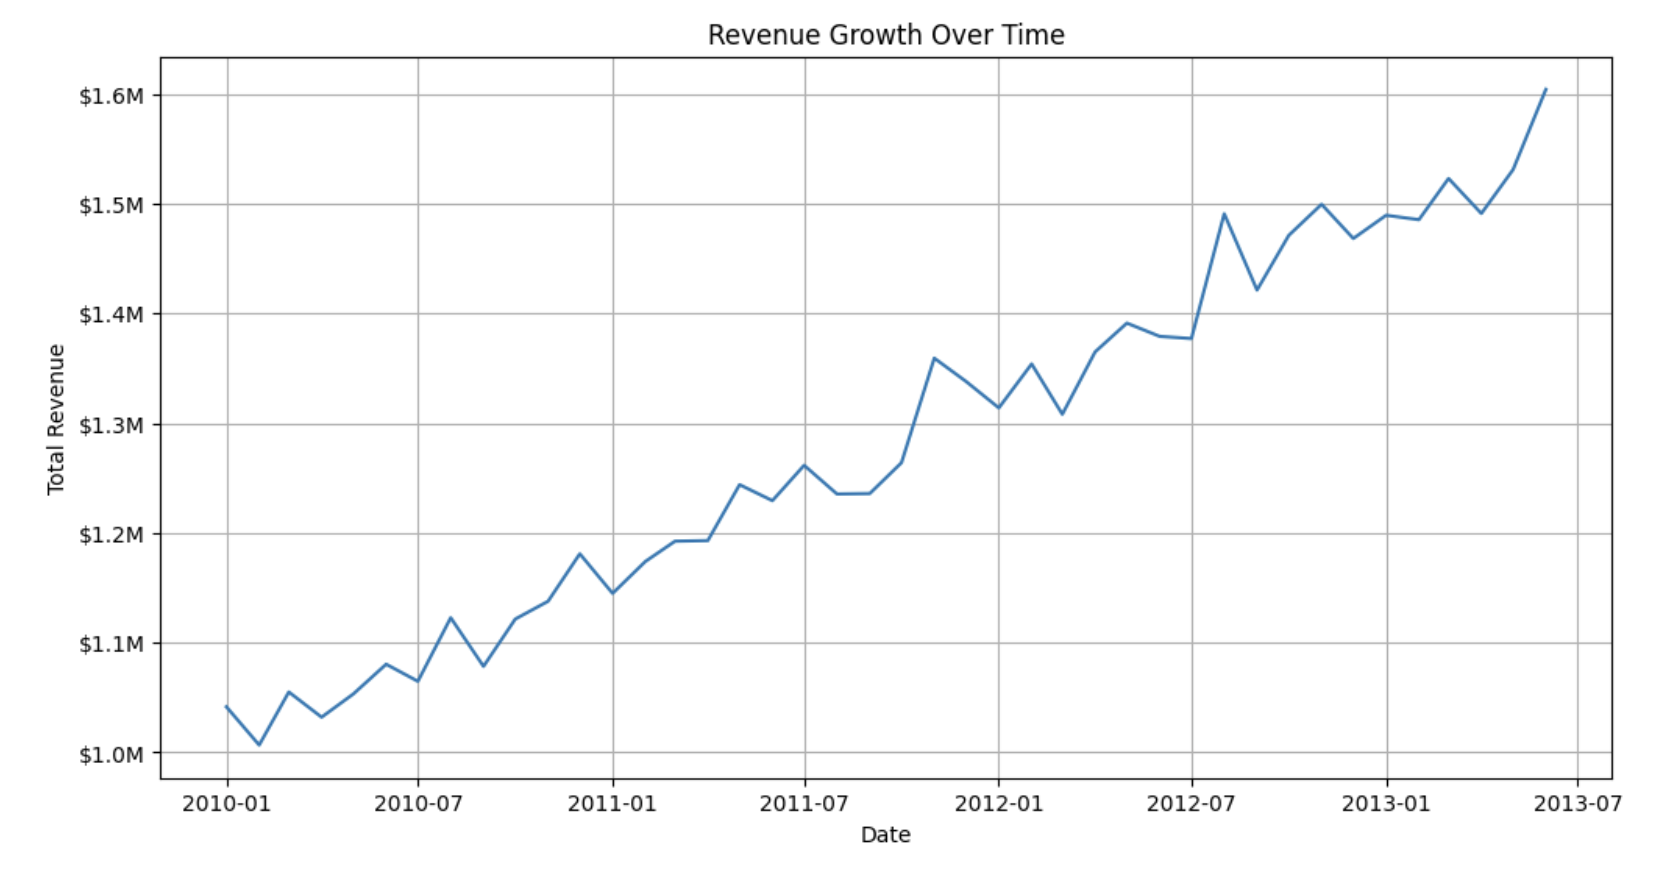 Revenue Growth Over Time
$1.6M
$1.5M
$1.4M
$1.3M
$1.2M
$1.1M
$1.0M
Total Revenue
2010-01 2010-07 2011-01 2011-07 2012-01 2012-07 2013-01 2013-07
Date